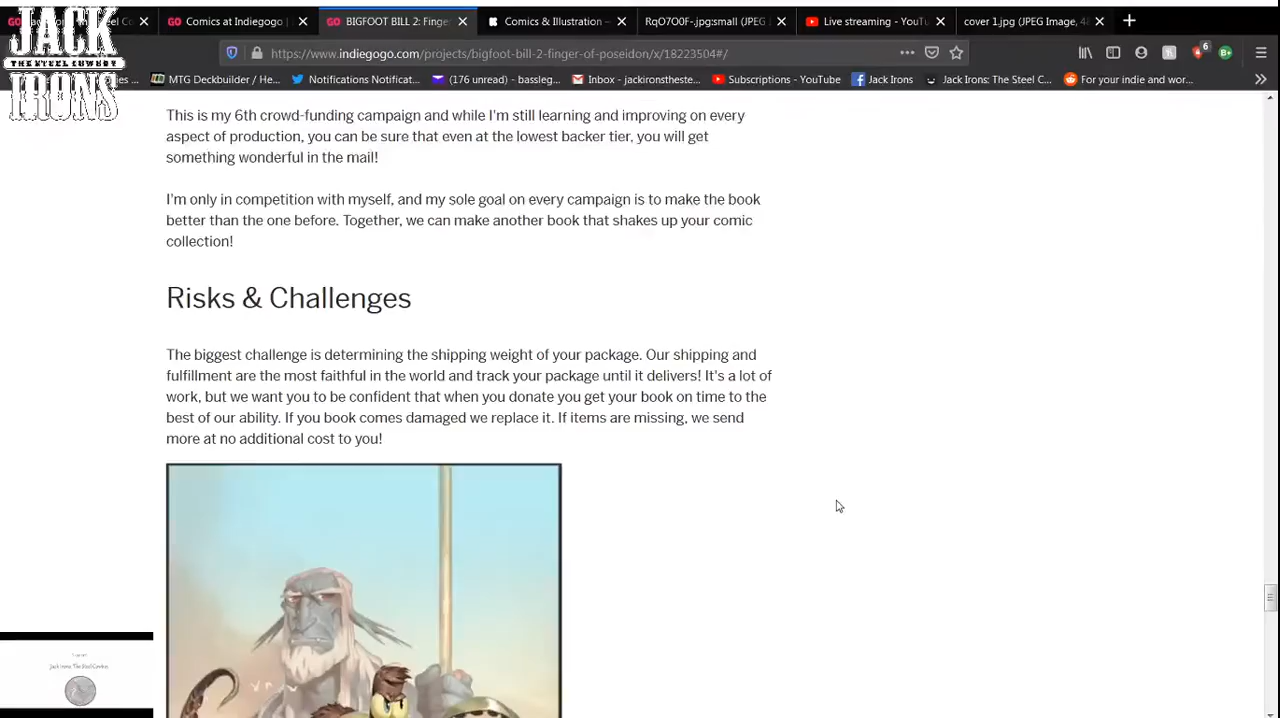 JACK
THE STEEL COWBOY
IRONS
Comics at Indiegogo
BIGFOOT BILL 2: Finger
Comics & Illustration —
RqO7O0F-.jpg:small (JPEG
Live streaming - YouTu
cover 1.jpg (JPEG Image, 48
https://www.indiegogo.com/projects/bigfoot-bill-2-finger-of-poseidon/x/18223504#/
6
MTG Deckbuilder / He...
Notifications Notificat...
(176 unread) - bassleg...
Inbox - jackironsthest...
Subscriptions - YouTube
Jack Irons
Jack Irons: The Steel C...
For your indie and wor...
This is my 6th crowd-funding campaign and while I'm still learning and improving on every
aspect of production, you can be sure that even at the lowest backer tier, you will get
something wonderful in the mail!
I'm only in competition with myself, and my sole goal on every campaign is to make the book
better than the one before. Together, we can make another book that shakes up your comic
collection!
Risks & Challenges
The biggest challenge is determining the shipping weight of your package. Our shipping and
fulfillment are the most faithful in the world and track your package until it delivers! It's a lot of
work, but we want you to be confident that when you donate you get your book on time to the
best of our ability. If you book comes damaged we replace it. If items are missing, we send
more at no additional cost to you!
Jack Irons: The Steel Cowboy